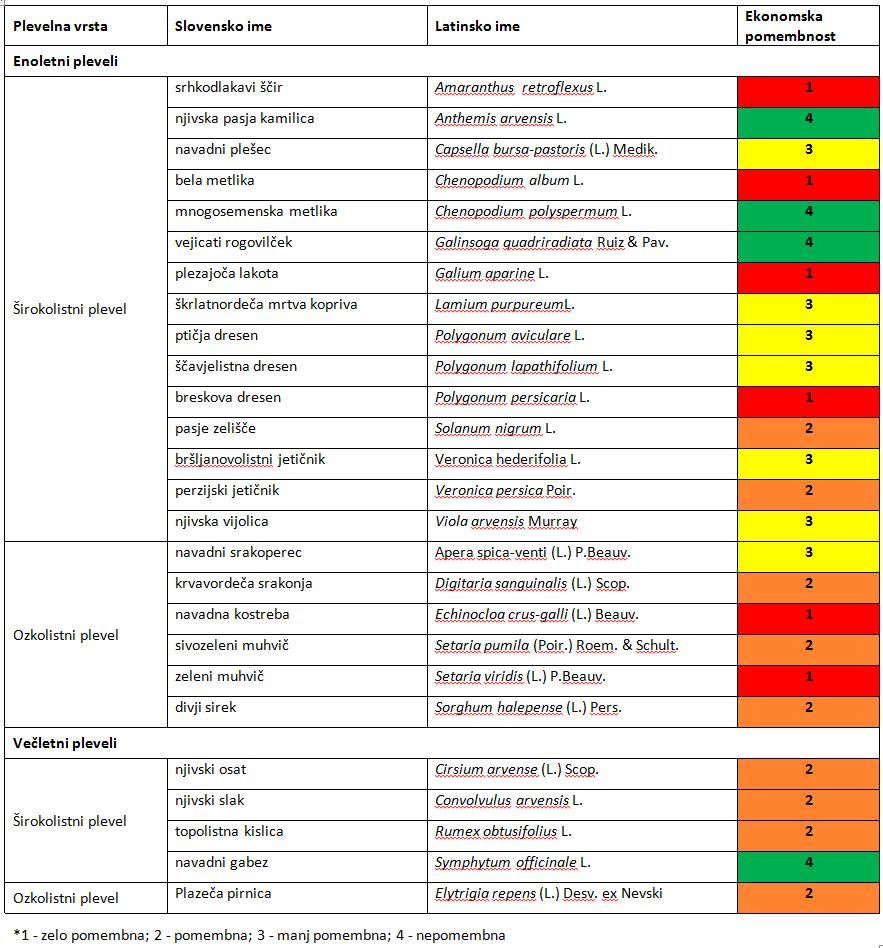 Plevelna vrsta Slovensko ime Latinsko ime Ekonomska pomembnost
Enoletni pleveli
Širokolistni plevel
srhkodlakavi ščir Amaranthus retroflexus L. 1
njivska pasja kamilica Anthemis arvensis L. 4
navadni plešec Capsella bursa-pastoris (L.) Medik. 3
bela metlika Chenopodium album L. 1
mnogosemenska metlika Chenopodium polyspermum L. 4
vejicati rogovilček Galinsoga quadriradiata Ruiz & Pav. 4
plezajoča lakota Galium aparine L. 1
škrlatnordeča mrtva kopriva Lamium purpureumL. 3
ptičja dresen Polygonum aviculare L. 3
ščavjelistna dresen Polygonum lapathifolium L. 3
breskova dresen Polygonum persicaria L. 1
pasje zelišče Solanum nigrum L. 2
bršljanovolistni jetičnik Veronica hederifolia L. 3
perzijski jetičnik Veronica persica Poir. 2
njivska vijolica Viola arvensis Murray 3
Ozkolistni plevel
navadni srakoperec Apera spica-venti (L.) P.Beauv. 3
krvavordeča srakonja Digitaria sanguinalis (L.) Scop. 2
navadna kostreba Echinocloa crus-galli (L.) Beauv. 1
sivozeleni muhvič Setaria pumila (Poir.) Roem. & Schult. 2
zeleni muhvič Setaria viridis (L.) P.Beauv. 1
divji sirek Sorghum halepense (L.) Pers. 2
Večletni pleveli
Širokolistni plevel
njivski osat Cirsium arvense (L.) Scop. 2
njivski slak Convolvulus arvensis L. 2
topolistna kislica Rumex obtusifolius L. 2
navadni gabez Symphytum officinale L. 4
Ozkolistni plevel Plazeča pirnica Elytrigia repens (L.) Desv. ex Nevski 2
*1 - zelo pomembna; 2 - pomembna; 3 - manj pomembna; 4 - nepomembna